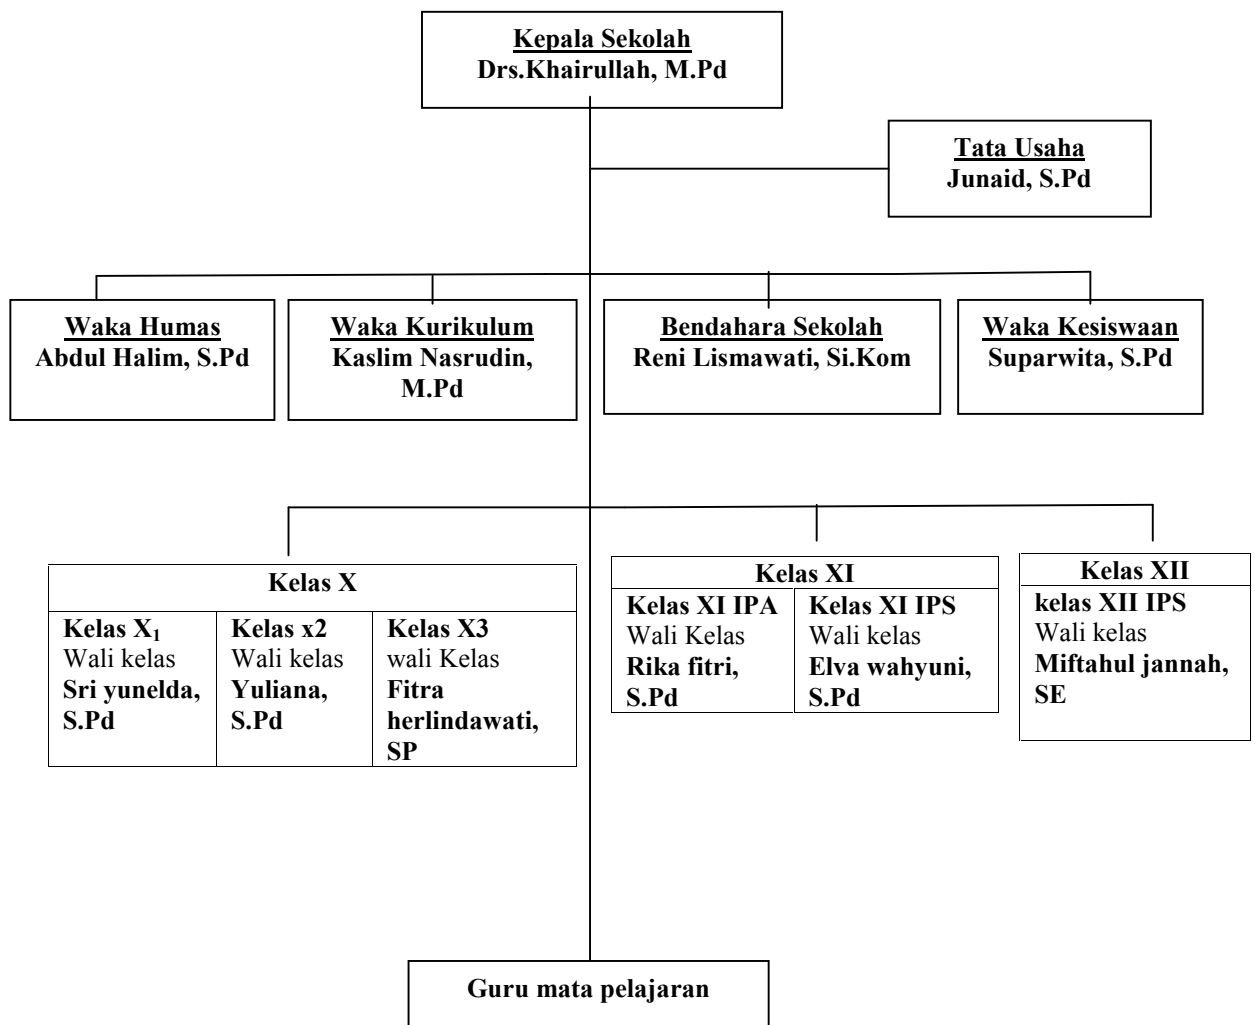 Kepala Sekolah
Drs.Khairullah, M.Pd
Tata Usaha
Junaid, S.Pd
Waka Humas
Abdul Halim, S.Pd
Waka Kurikulum
Kaslim Nasrudin,
M.Pd
Bendahara Sekolah
Reni Lismawati, Si.Kom
Waka Kesiswaan
Suparwita, S.Pd
Kelas X
Kelas X₁
Wali kelas
Sri yunelda,
S.Pd
Kelas x2
Wali kelas
Yuliana,
S.Pd
Kelas X3
wali Kelas
Fitra
herlindawati,
SP
Kelas XI
Kelas XI IPA
Wali Kelas
Rika fitri,
S.Pd
Kelas XI IPS
Wali kelas
Elva wahyuni,
S.Pd
Kelas XII
kelas XII IPS
Wali kelas
Miftahul jannah,
SE
Guru mata pelajaran